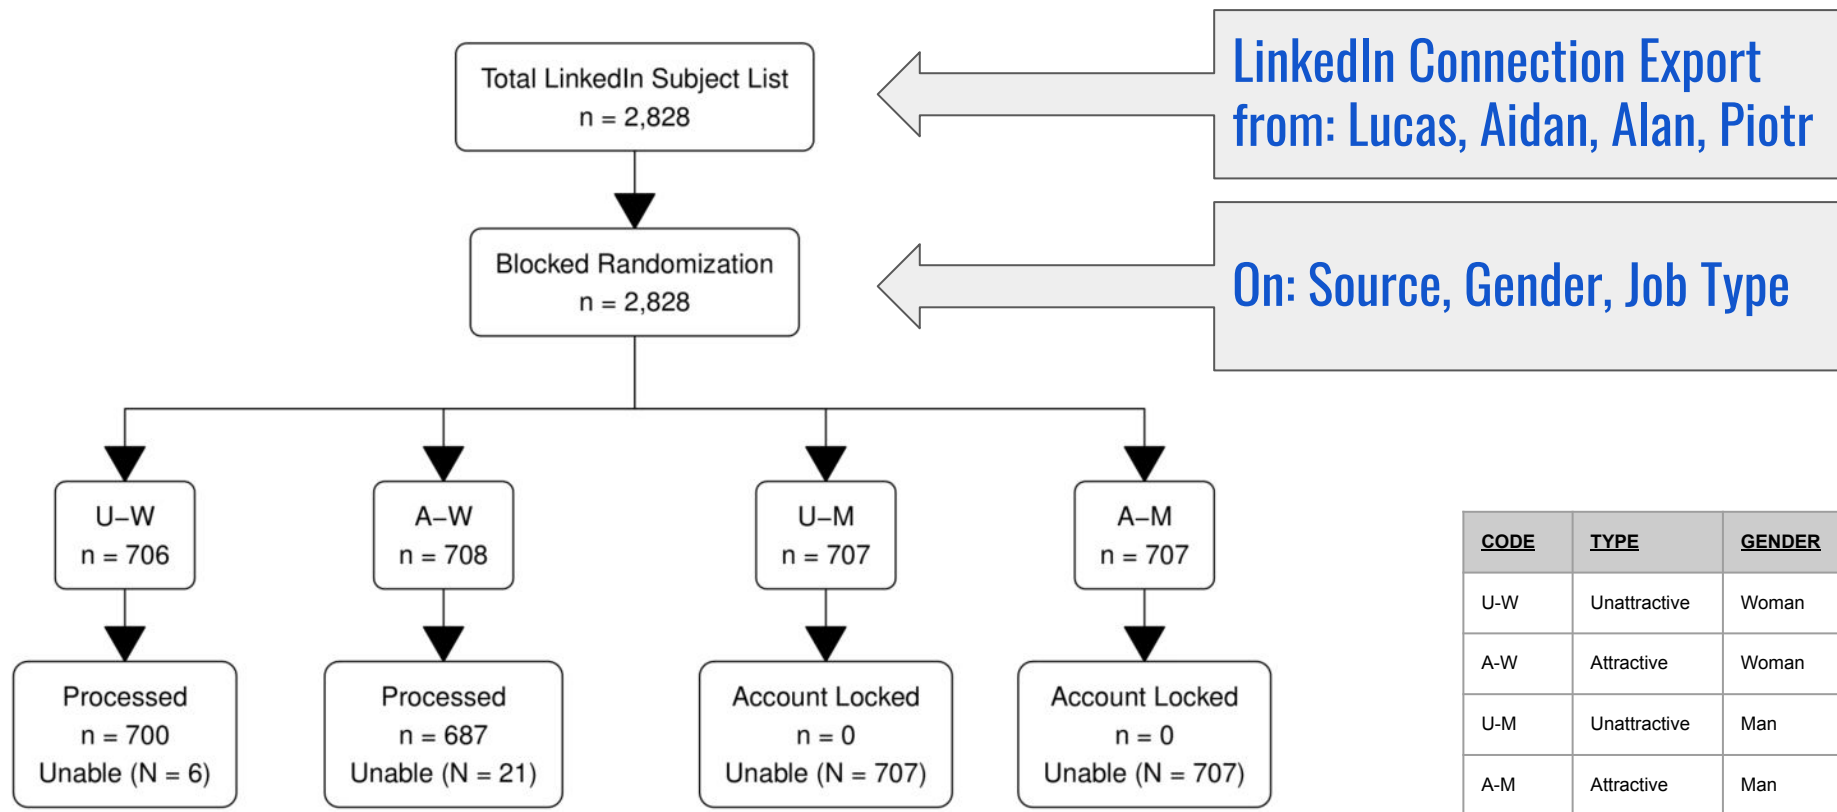 Total LinkedIn Subject List
n = 2,828
LinkedIn Connection Export
from: Lucas, Aidan, Alan, Piotr
Blocked Randomization
n = 2,828
On: Source, Gender, Job Type
U−W
n = 706
A−W
n = 708
U−M
n = 707
A−M
n = 707
Processed
n = 700
Unable (N = 6)
Processed
n = 687
Unable (N = 21)
Account Locked
n = 0
Unable (N = 707)
Account Locked
n = 0
Unable (N = 707)
CODE TYPE GENDER
U-W Unattractive Woman
A-W Attractive Woman
U-M Unattractive Man
A-M Attractive Man